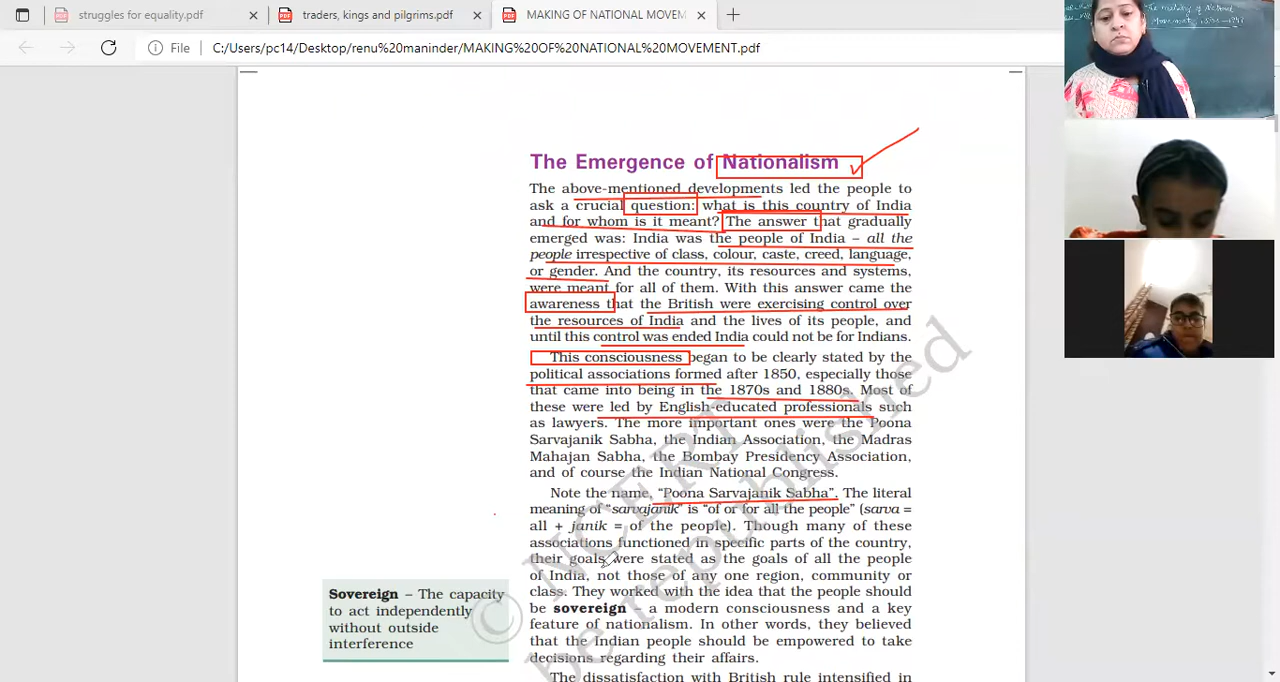 struggles for equality.pdf
traders, kings and pilgrims.pdf
MAKING OF NATIONAL MOVEM
File
C:/Users/pc14/Desktop/renu%20maninder/MAKING%20OF%20NATIONAL%20MOVEMENT.pdf
The Emergence of Nationalism
The above-mentioned developments led the people to
ask a crucial question: what is this country of India
and for whom is it meant? The answer that gradually
emerged was: India was the people of India – all the
people irrespective of class, colour, caste, creed, language,
or gender. And the country, its resources and systems,
were meant for all of them. With this answer came the
awareness that the British were exercising control over
the resources of India and the lives of its people, and
until this control was ended India could not be for Indians.
This consciousness began to be clearly stated by the
political associations formed after 1850, especially those
that came into being in the 1870s and 1880s. Most of
these were led by English-educated professionals such
as lawyers. The more important ones were the Poona
Sarvajanik Sabha, the Indian Association, the Madras
Mahajan Sabha, the Bombay Presidency Association,
and of course the Indian National Congress.
Note the name, “Poona Sarvajanik Sabha”. The literal
meaning of “sarvajanik” is “of or for all the people” (sarva =
all + janik = of the people). Though many of these
associations functioned in specific parts of the country,
their goals were stated as the goals of all the people
of India, not those of any one region, community or
class. They worked with the idea that the people should
be sovereign – a modern consciousness and a key
feature of nationalism. In other words, they believed
that the Indian people should be empowered to take
decisions regarding their affairs.
The dissatisfaction with British rule intensified in
Sovereign – The capacity
to act independently
without outside
interference
© NCERT
be republished